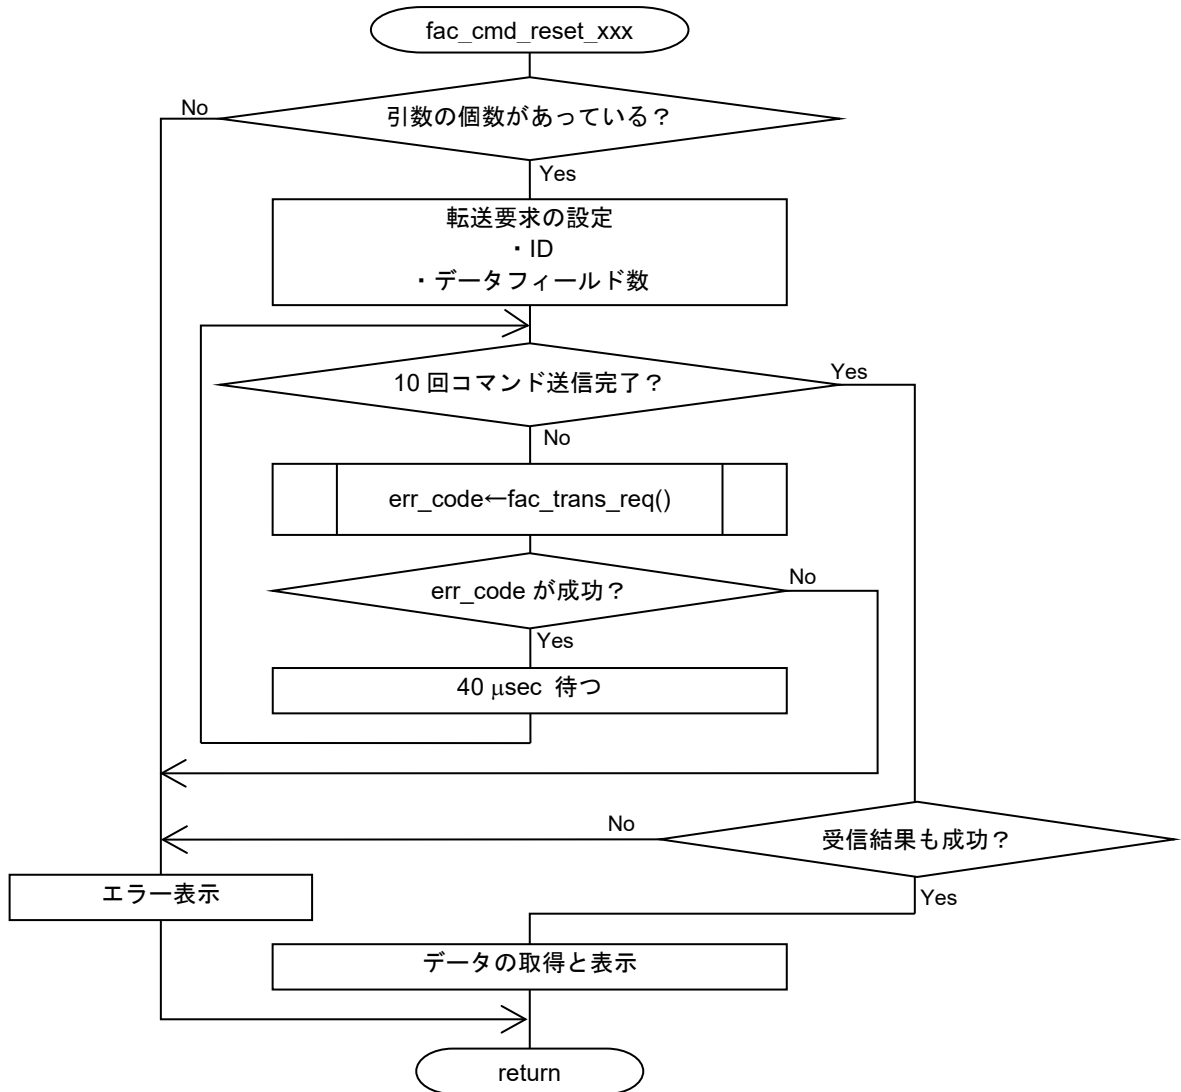 fac_cmd_reset_xxx
No
引数の個数があっている？
Yes
転送要求の設定
・ID
・データフィールド数
10 回コマンド送信完了？
Yes
No
err_code←fac_trans_req()
err_code が成功？
No
Yes
40 μsec 待つ
No
受信結果も成功？
Yes
エラー表示
データの取得と表示
return